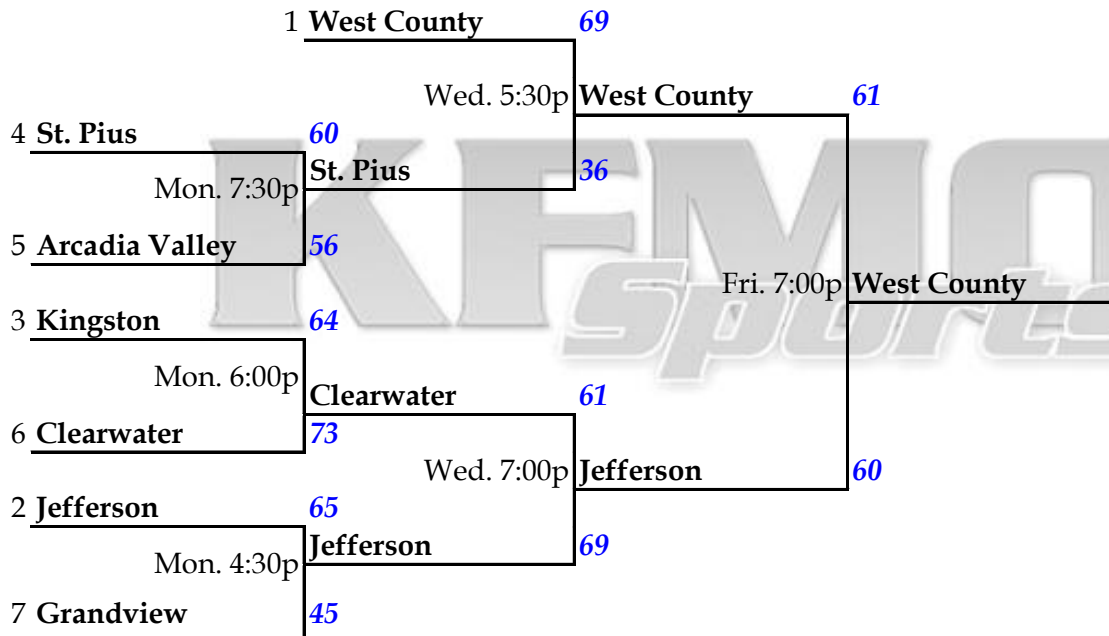 1 West County 69
Wed. 5:30p West County 61
4 St. Pius 60
St. Pius 36
Mon. 7:30p
5 Arcadia Valley 56
KFMO
Sports
Fri. 7:00p West County
3 Kingston 64
Mon. 6:00p
Clearwater 61
6 Clearwater 73
Wed. 7:00p Jefferson 60
2 Jefferson 65
Jefferson 69
Mon. 4:30p
7 Grandview 45